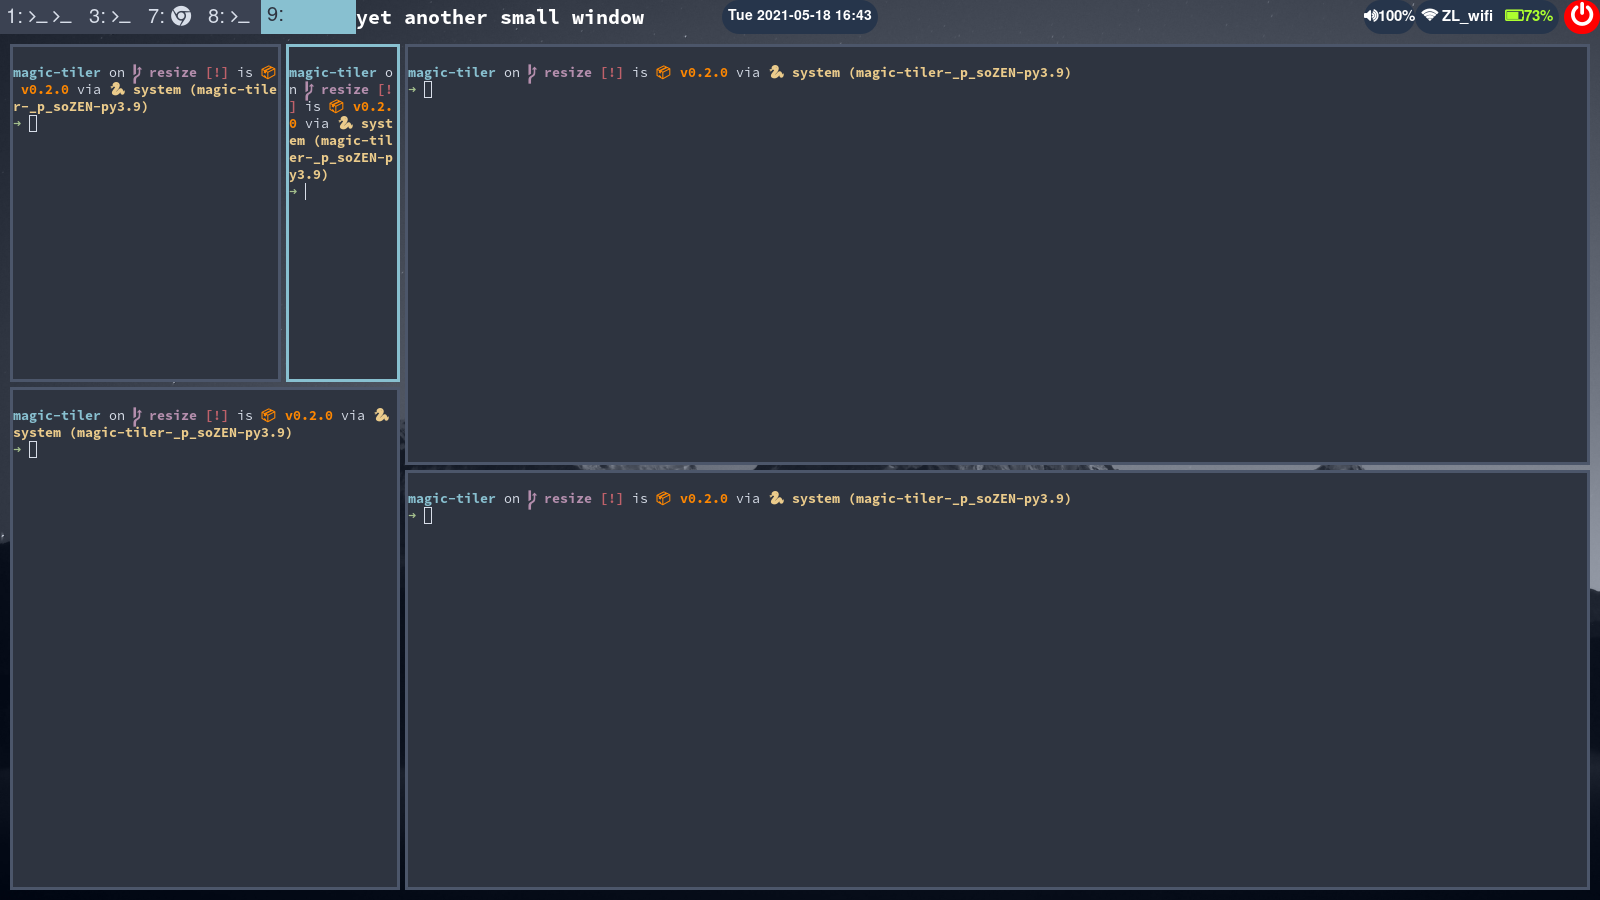 1: >_ >_ 3: >_ 7: 8: >_ 9: yet another small window Tue 2021-05-18 16:43 100% ZL_wifi 73%
magic-tiler on resize [!] is
v0.2.0 via system (magic-tile
r-_p_soZEN-py3.9)
→
magic-tiler o
n resize [!
] is v0.2.
0 via syst
em (magic-til
er-_p_soZEN-p
y3.9)
→
magic-tiler on resize [!] is v0.2.0 via system (magic-tiler-_p_soZEN-py3.9)
→
magic-tiler on resize [!] is v0.2.0 via
system (magic-tiler-_p_soZEN-py3.9)
→
magic-tiler on resize [!] is v0.2.0 via system (magic-tiler-_p_soZEN-py3.9)
→